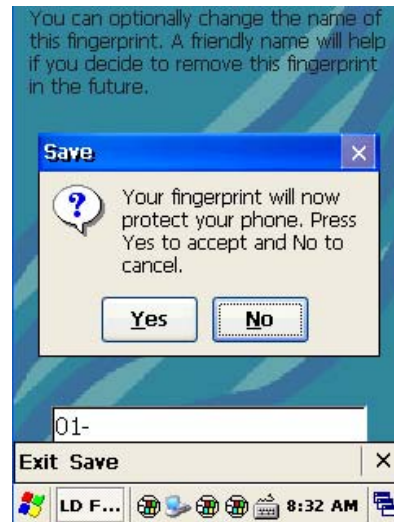 You can optionally change the name of
this fingerprint. A friendly name will help
if you decide to remove this fingerprint
in the future.
Save
Your fingerprint will now
protect your phone. Press
Yes to accept and No to
cancel.
Yes No
01-
Exit Save
LD F... 8:32 AM